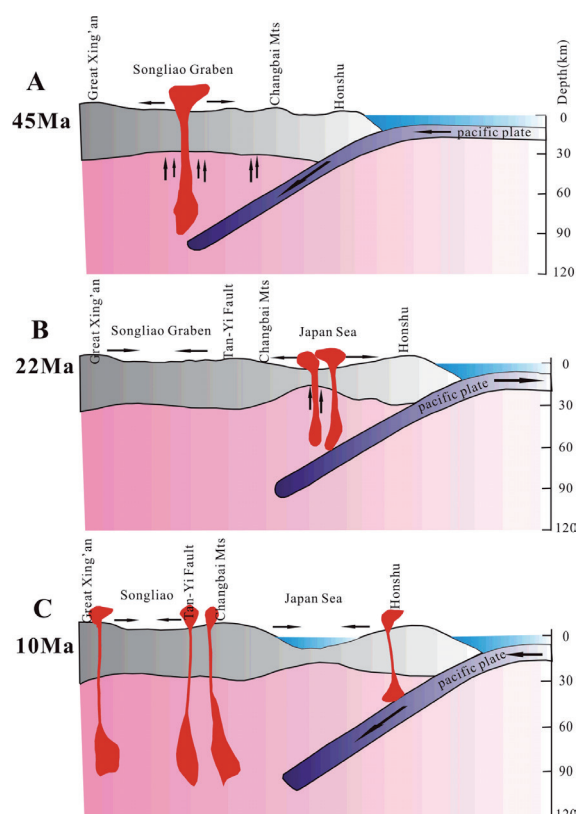 A
45Ma
Great Xing'an
Songliao Graben
Changbai Mts
Honshu
Depth(km)
pacific plate
0
30
60
90
120
B
22Ma
Great Xing'an
Songliao Graben
Tan-Yi Fault
Changbai Mts
Japan Sea
Honshu
pacific plate
0
30
60
90
120
C
10Ma
Great Xing'an
Songliao
Tan-Yi Fault
Changbai Mts
Japan Sea
Honshu
pacific plate
0
30
60
90
120